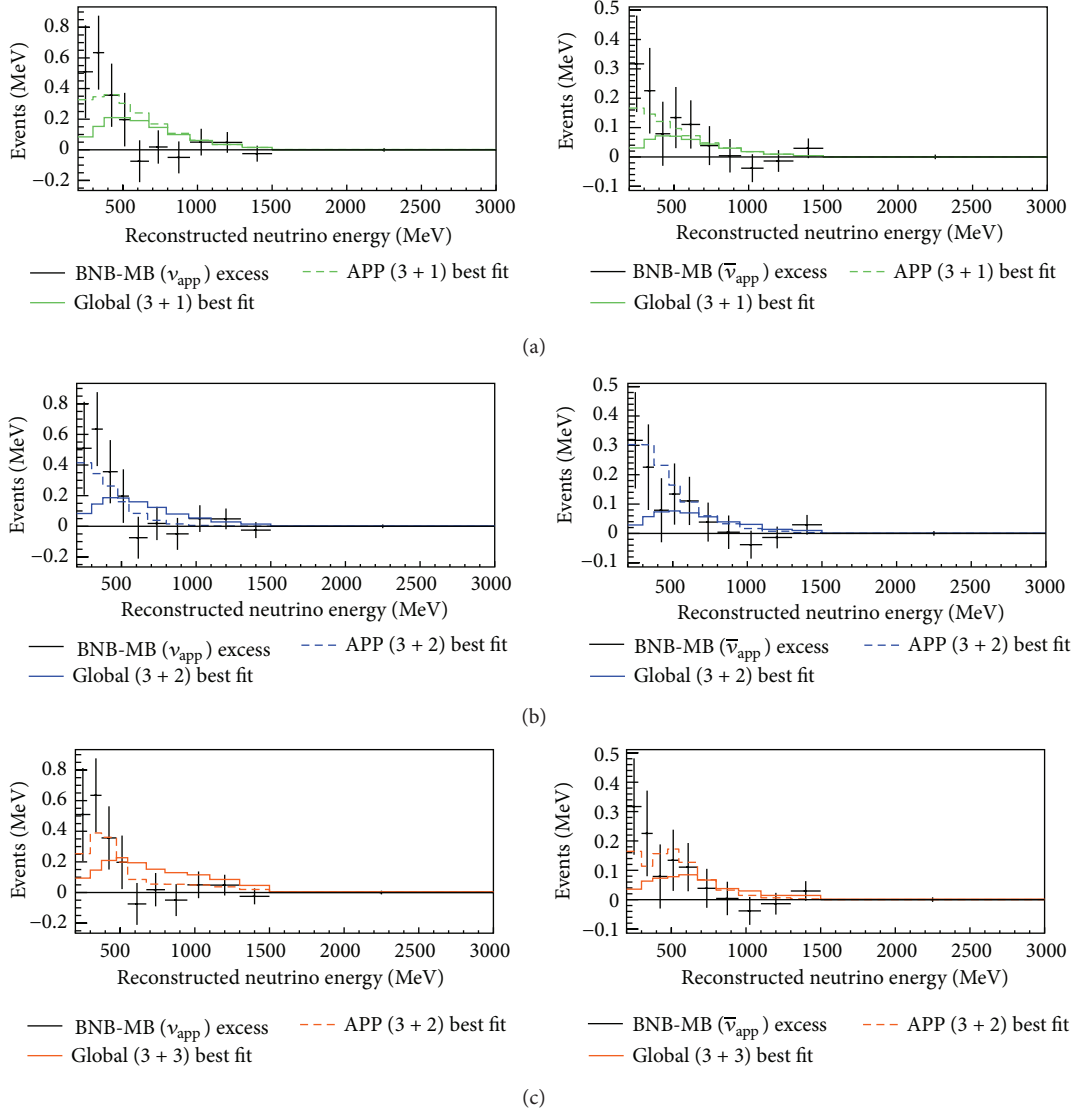 Events (MeV)
0.8
0.6
0.4
0.2
0
−0.2
500 1000 1500 2000 2500 3000
Reconstructed neutrino energy (MeV)
BNB-MB (νapp) excess
APP (3 + 1) best fit
Global (3 + 1) best fit
Events (MeV)
0.5
0.4
0.3
0.2
0.1
0
−0.1
500 1000 1500 2000 2500 3000
Reconstructed neutrino energy (MeV)
BNB-MB (ν̅app) excess
APP (3 + 1) best fit
Global (3 + 1) best fit
(a)
Events (MeV)
0.8
0.6
0.4
0.2
0
−0.2
500 1000 1500 2000 2500 3000
Reconstructed neutrino energy (MeV)
BNB-MB (νapp) excess
APP (3 + 2) best fit
Global (3 + 2) best fit
Events (MeV)
0.5
0.4
0.3
0.2
0.1
0
−0.1
500 1000 1500 2000 2500 3000
Reconstructed neutrino energy (MeV)
BNB-MB (ν̅app) excess
APP (3 + 2) best fit
Global (3 + 2) best fit
(b)
Events (MeV)
0.8
0.6
0.4
0.2
0
−0.2
500 1000 1500 2000 2500 3000
Reconstructed neutrino energy (MeV)
BNB-MB (νapp) excess
APP (3 + 2) best fit
Global (3 + 3) best fit
Events (MeV)
0.5
0.4
0.3
0.2
0.1
0
−0.1
500 1000 1500 2000 2500 3000
Reconstructed neutrino energy (MeV)
BNB-MB (ν̅app) excess
APP (3 + 2) best fit
Global (3 + 3) best fit
(c)